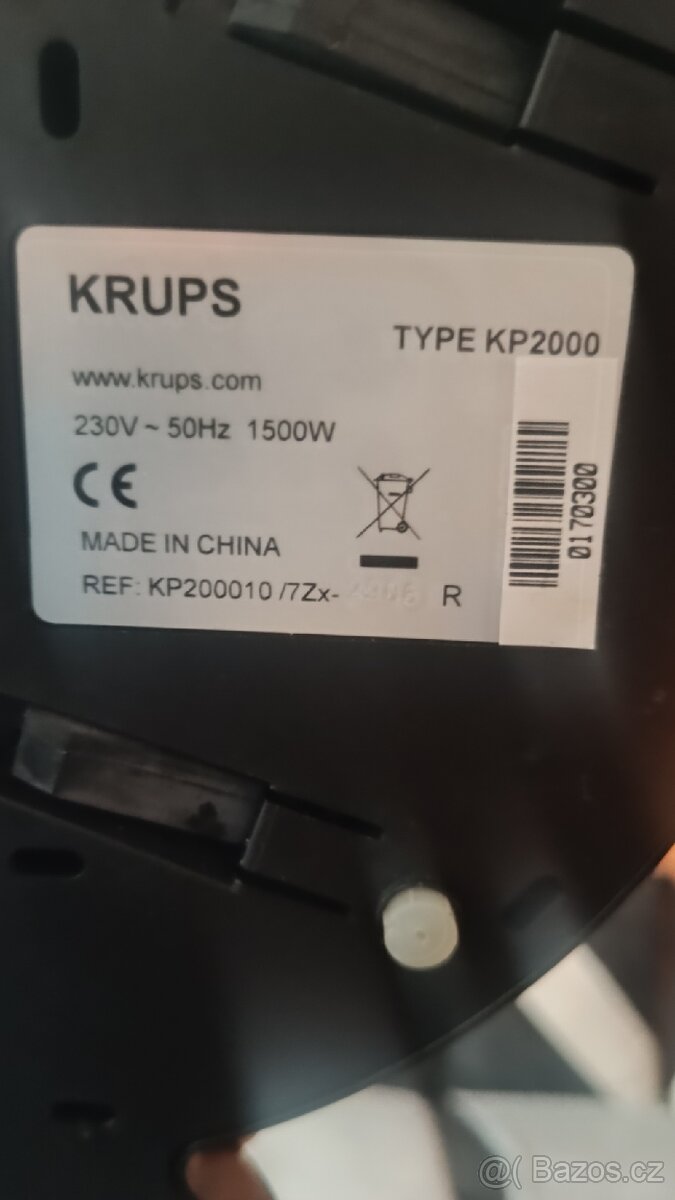 KRUPS
TYPE KP2000
www.krups.com
230V ~ 50Hz 1500W
CE
MADE IN CHINA
REF: KP200010 /7Zx- R
0170300
@( Bazos.cz